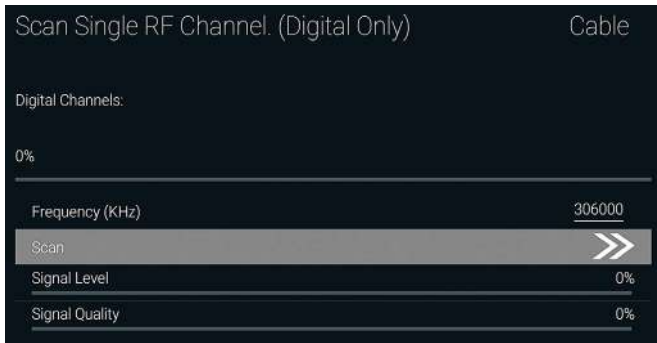 Scan Single RF Channel. (Digital Only) Cable
Digital Channels:
0%
Frequency (KHz) 306000
Scan
Signal Level 0%
Signal Quality 0%